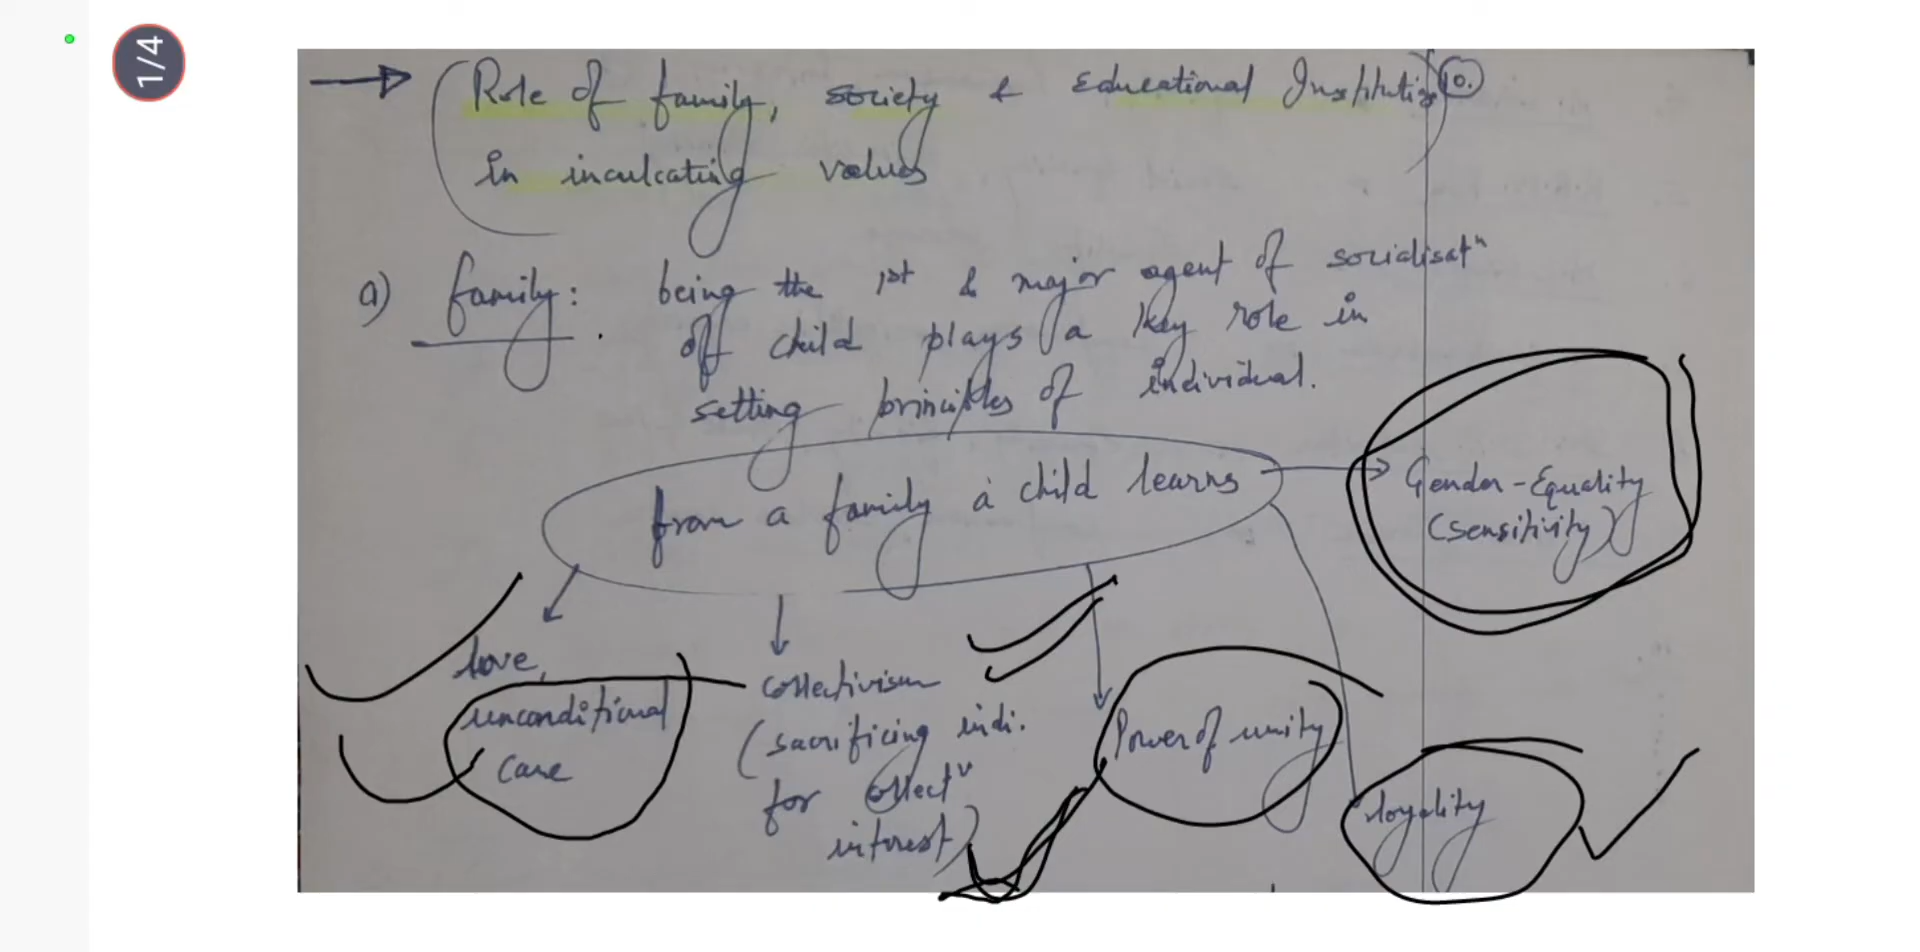 1/4
Role of family, society & Educational Institution 10.
in inculcating values
a) family: being the 1st & major agent of socialisatn
of child plays a key role in
setting principles of individual.
from a family a child learns
Gender-Equality
(sensitivity)
love,
unconditional
care
collectivism
(sacrificing indi.
for collectv
interest)
Power of unity
loyality